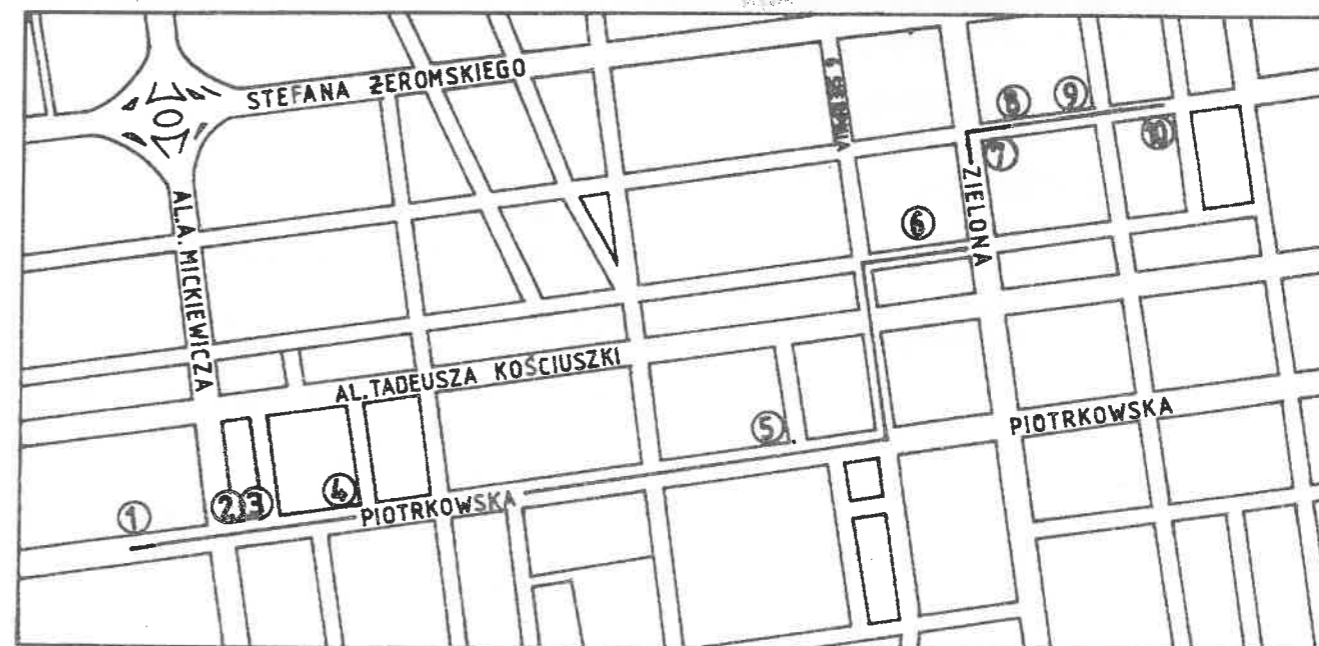 STEFANA ŻEROMSKIEGO
8
9
10
7
ZIELONA
6
AL. A. MICKIEWICZA
AL. TADEUSZA KOŚCIUSZKI
PIOTRKOWSKA
5
4
2
3
1
PIOTRKOWSKA